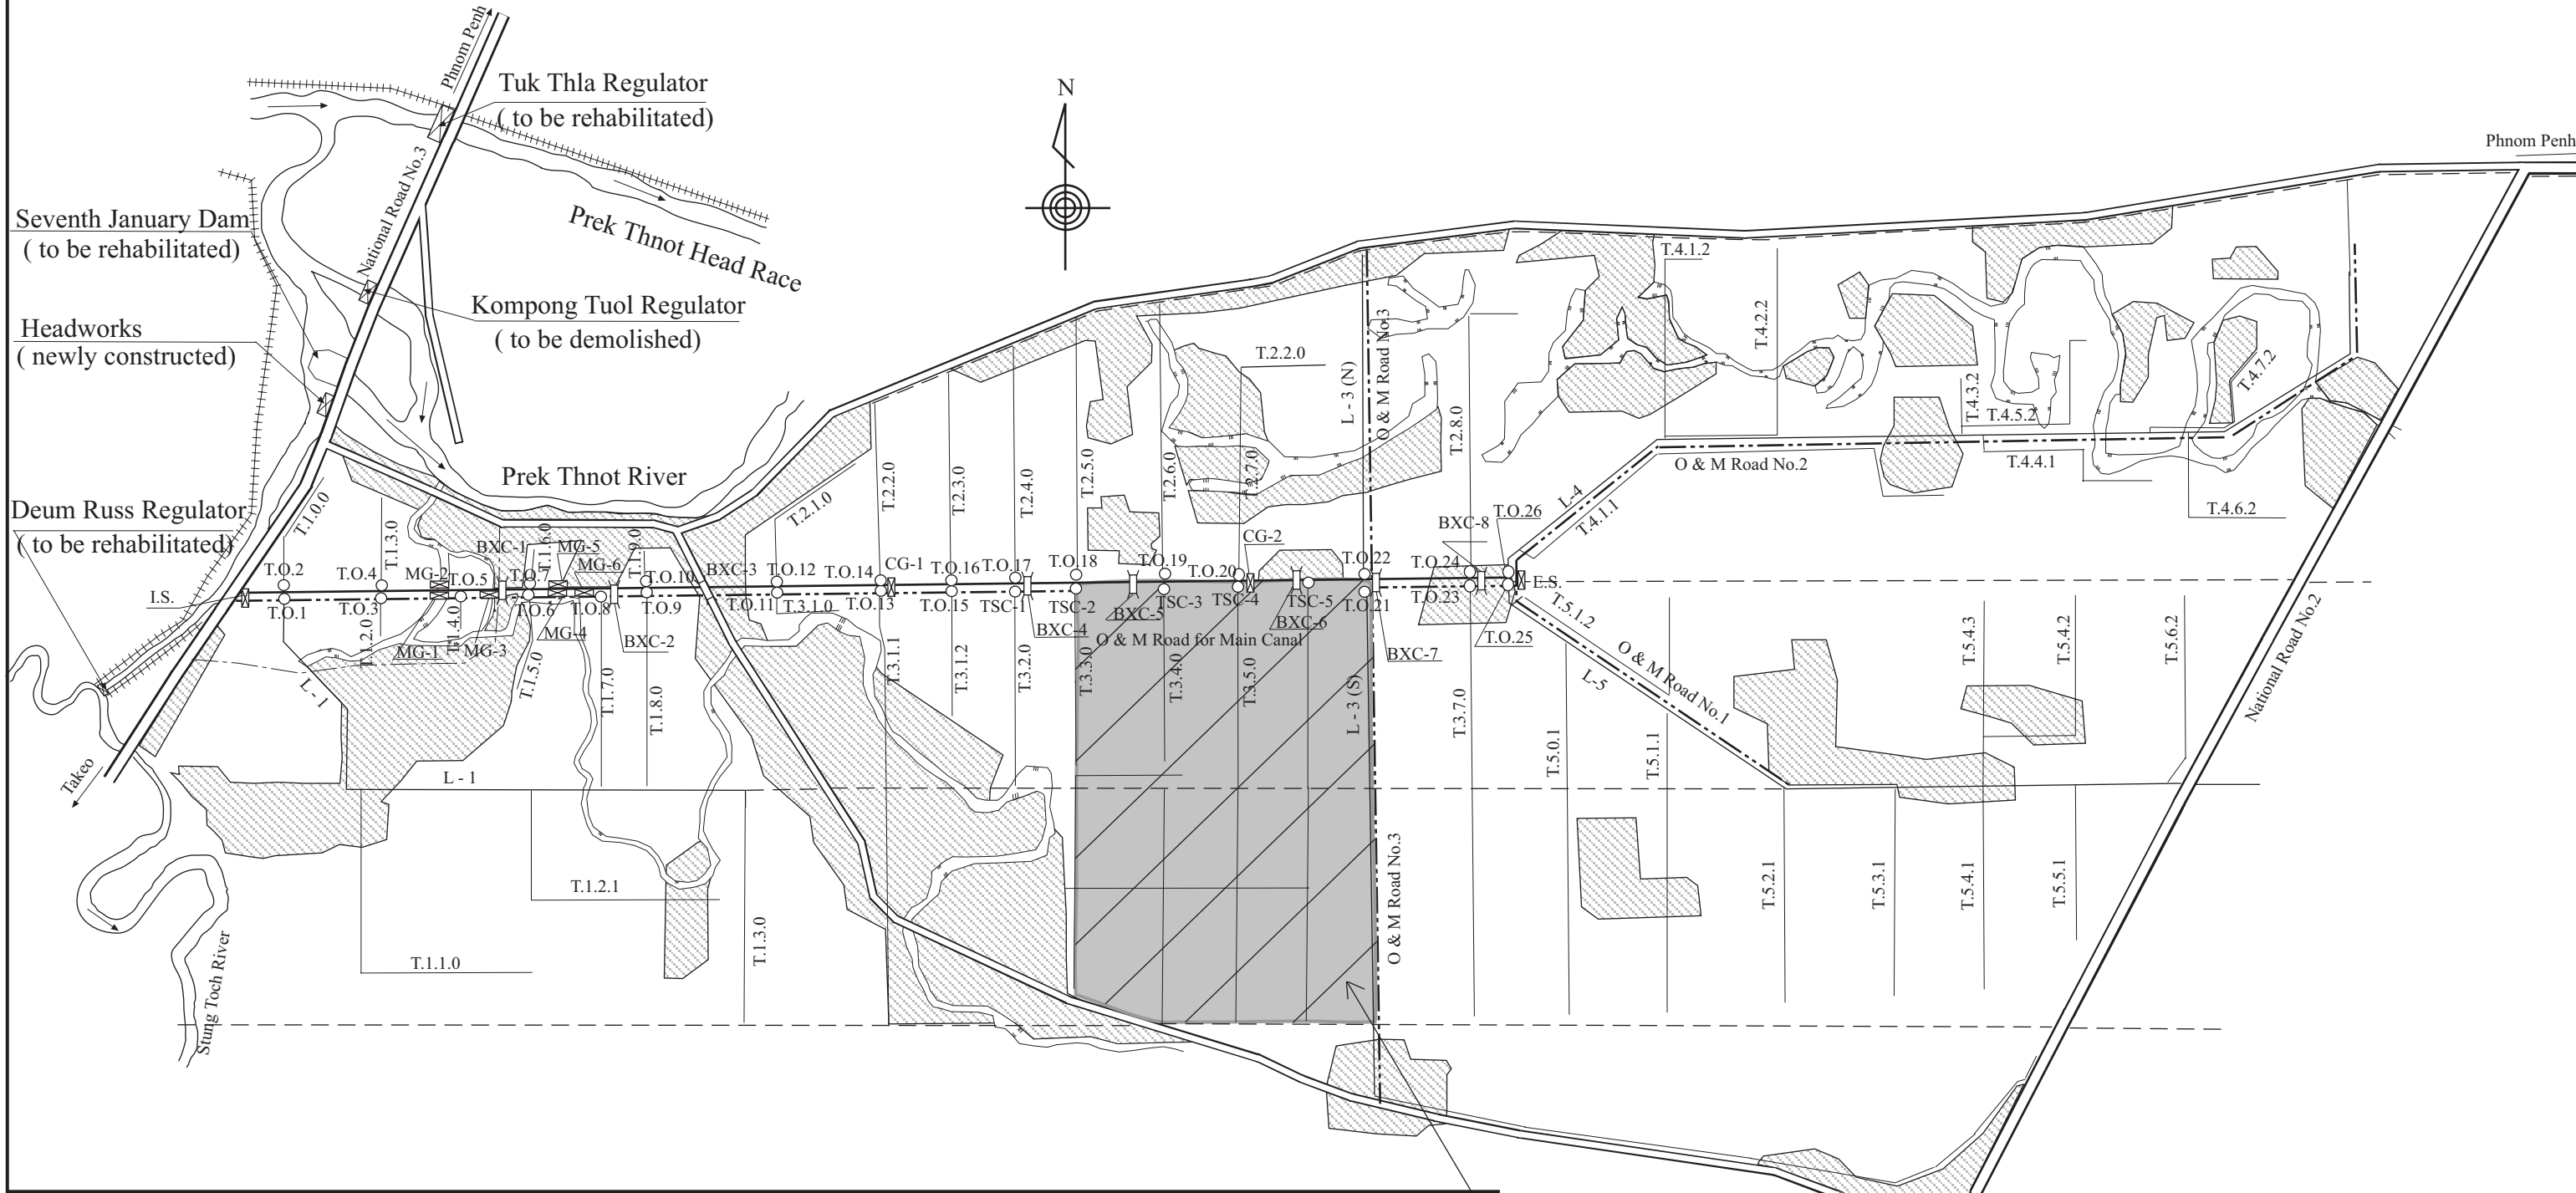 Phnom Penh
Tuk Thla Regulator
( to be rehabilitated)
N
Phnom Penh
National Road No.3
Prek Thnot Head Race
Seventh January Dam
( to be rehabilitated)
Kompong Tuol Regulator
( to be demolished)
Headworks
( newly constructed)
Prek Thnot River
Deum Russ Regulator
( to be rehabilitated)
T.4.1.2
T.4.2.2
T.2.2.0
L - 3 (N)
O & M Road No.3
T.2.8.0
T.4.3.2
T.4.5.2
T.4.7.2
O & M Road No.2
T.4.4.1
T.4.6.2
L-4
T.4.1.1
T.1.0.0
T.1.3.0
T.1.6.0
T.1.9.0
T.2.1.0
T.2.2.0
T.2.3.0
T.2.4.0
T.2.5.0
T.2.6.0
T.2.7.0
BXC-1
MG-5
MG-6
CG-2
BXC-8
T.O.26
T.O.2
T.O.4
MG-2
T.O.5
T.O.7
T.O.10
BXC-3
T.O.12
T.O.14
CG-1
T.O.16
T.O.17
T.O.18
T.O.19
T.O.20
T.O.22
T.O.24
E.S.
I.S.
T.O.1
T.O.3
T.O.6
T.O.8
T.O.9
T.O.11
T.3.1.0
T.O.13
T.O.15
TSC-1
TSC-2
TSC-3
TSC-4
TSC-5
T.O.21
T.O.23
T.O.25
MG-1
MG-3
MG-4
BXC-2
BXC-4
BXC-5
BXC-6
BXC-7
O & M Road for Main Canal
T.1.2.0
T.1.4.0
T.1.5.0
T.1.7.0
T.1.8.0
T.3.1.1
T.3.1.2
T.3.2.0
T.3.3.0
T.3.4.0
T.3.5.0
L - 3 (S)
T.3.7.0
T.5.1.2
O & M Road No.1
L-5
T.5.0.1
T.5.1.1
T.5.4.3
T.5.4.2
T.5.6.2
National Road No.2
L - 1
L - 1
Takeo
T.1.2.1
T.1.1.0
T.1.3.0
O & M Road No.3
T.5.2.1
T.5.3.1
T.5.4.1
T.5.5.1
Stung Toch River